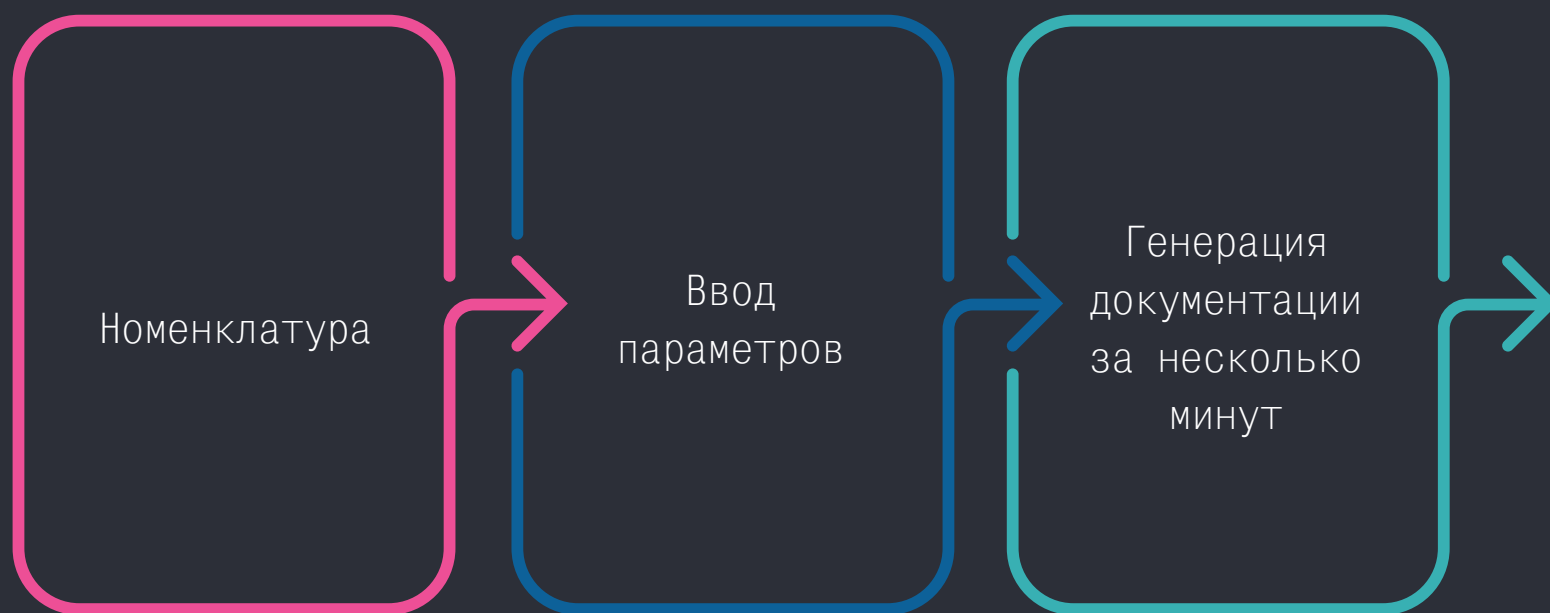 Номенклатура
Ввод
параметров
Генерация
документации
за несколько
минут